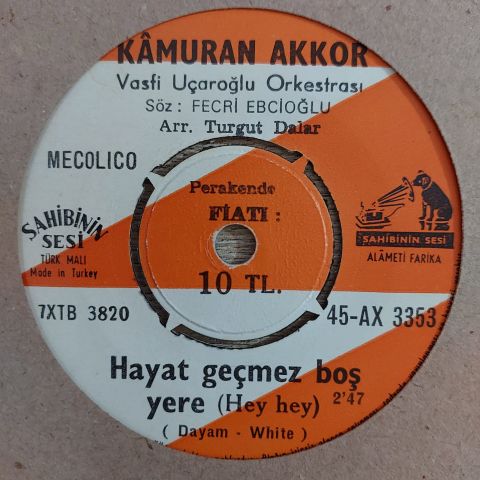 KÂMURAN AKKOR
Vasfi Uçaroğlu Orkestrası
Söz : FECRİ EBCİOĞLU
Arr. Turgut Dalar
MECOLICO
Perakende
FİATI :
10 TL.
SAHİBİNİN
SESİ
TÜRK MALI
Made in Turkey
SAHİBİNİN SESİ
ALÂMETİ FARİKA
7XTB 3820
45-AX 3353
Hayat geçmez boş
yere (Hey hey) 2'47
( Dayam - White )